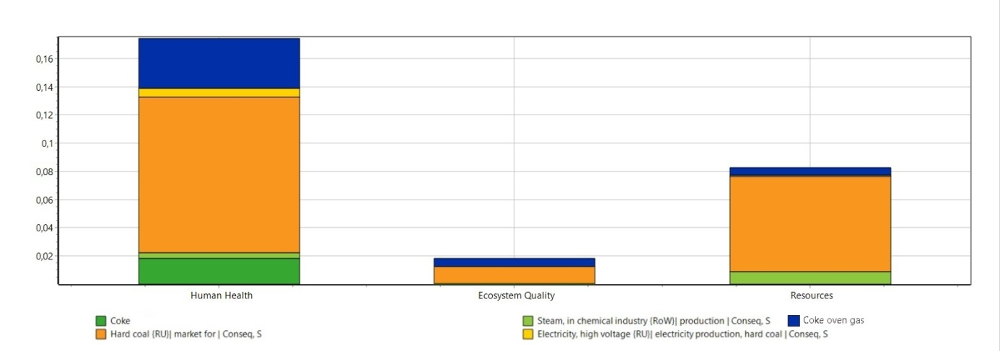 0,16
0,14
0,12
0,1
0,08
0,06
0,04
0,02
Human Health Ecosystem Quality Resources
Coke Steam, in chemical industry {RoW}| production | Conseq, S Coke oven gas
Hard coal {RU}| market for | Conseq, S Electricity, high voltage {RU}| electricity production, hard coal | Conseq, S